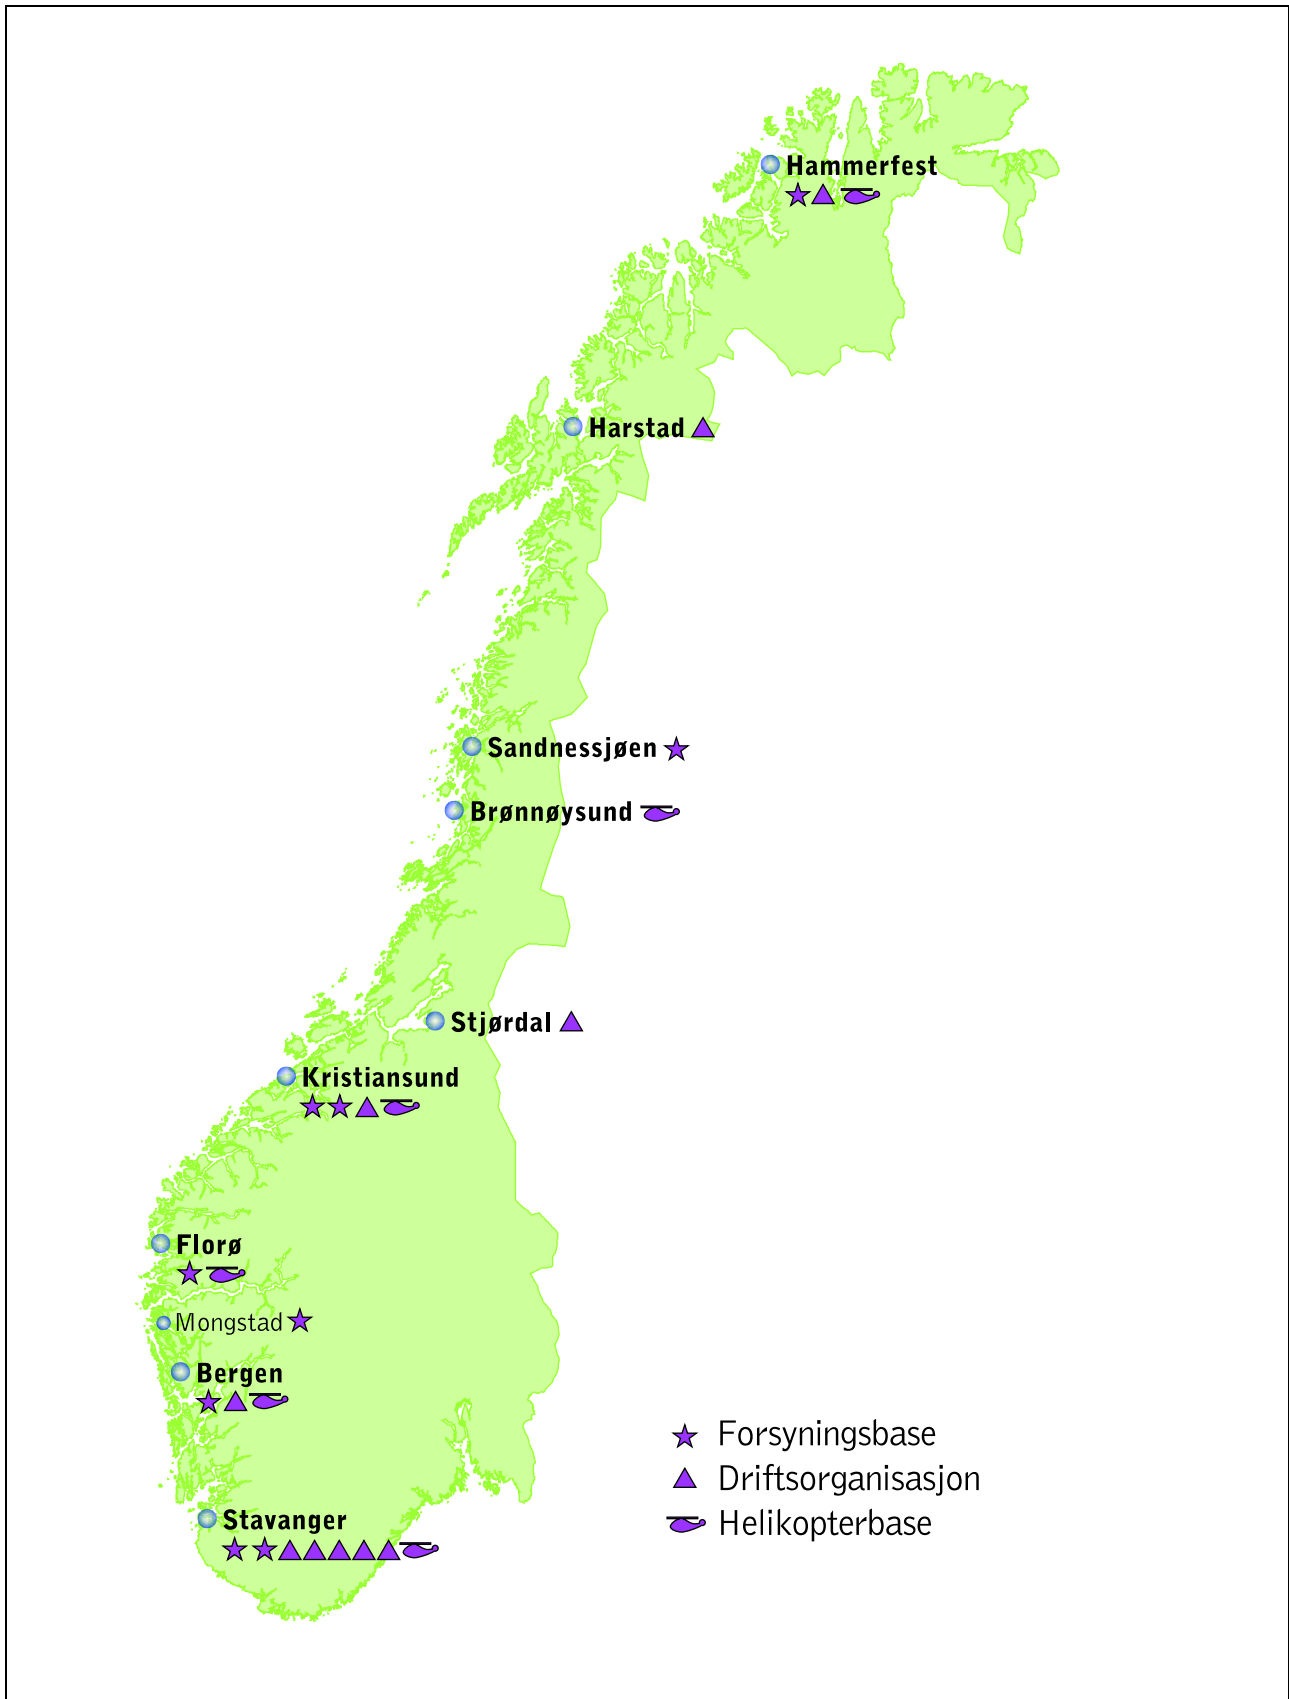 Hammerfest
Harstad
Sandnessjøen
Brønnøysund
Stjørdal
Kristiansund
Florø
Mongstad
Bergen
Stavanger
Forsyningsbase
Driftsorganisasjon
Helikopterbase